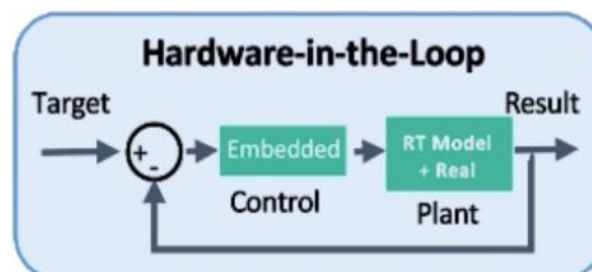 Hardware-in-the-Loop
Target
Result
+
-
Embedded
RT Model
+ Real
Control
Plant